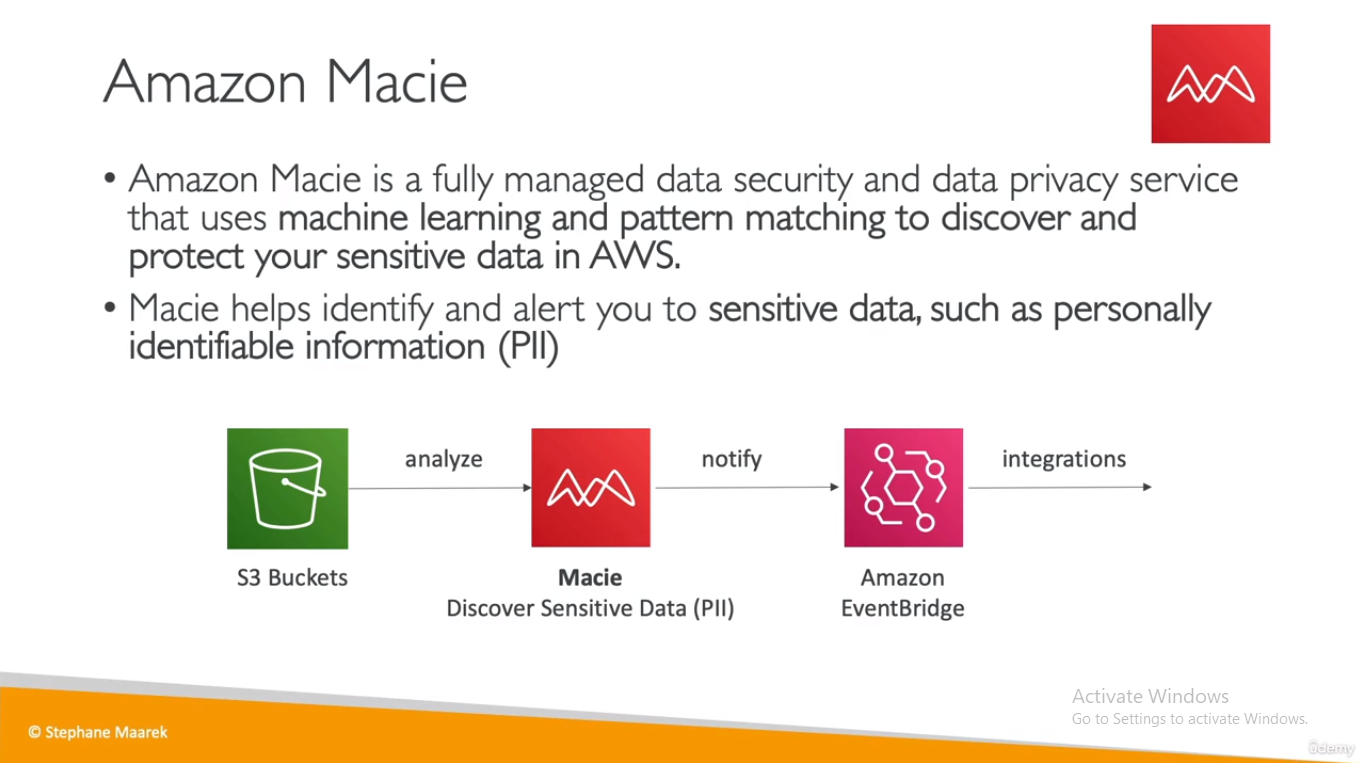 Amazon Macie
• Amazon Macie is a fully managed data security and data privacy service
that uses machine learning and pattern matching to discover and
protect your sensitive data in AWS.
• Macie helps identify and alert you to sensitive data, such as personally
identifiable information (PII)
analyze
notify
integrations
S3 Buckets
Macie
Discover Sensitive Data (PII)
Amazon
EventBridge
Activate Windows
Go to Settings to activate Windows.
© Stephane Maarek
ûdemy